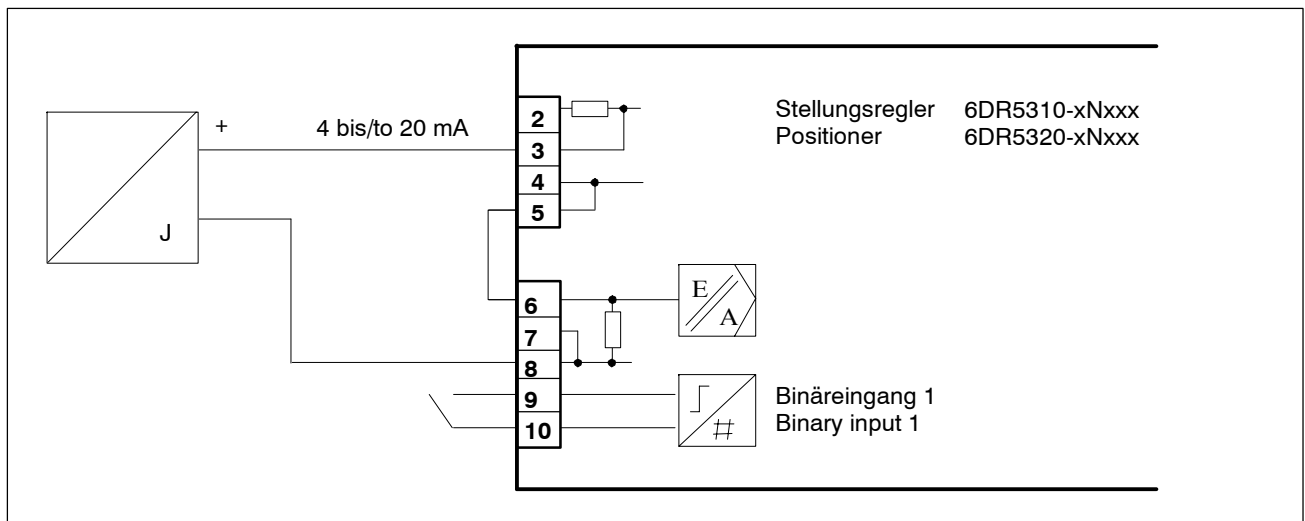 +
4 bis/to 20 mA
J
2
3
4
5
6
7
8
9
10
Stellungsregler 6DR5310-xNxxx
Positioner 6DR5320-xNxxx
E
A
#
Binäreingang 1
Binary input 1